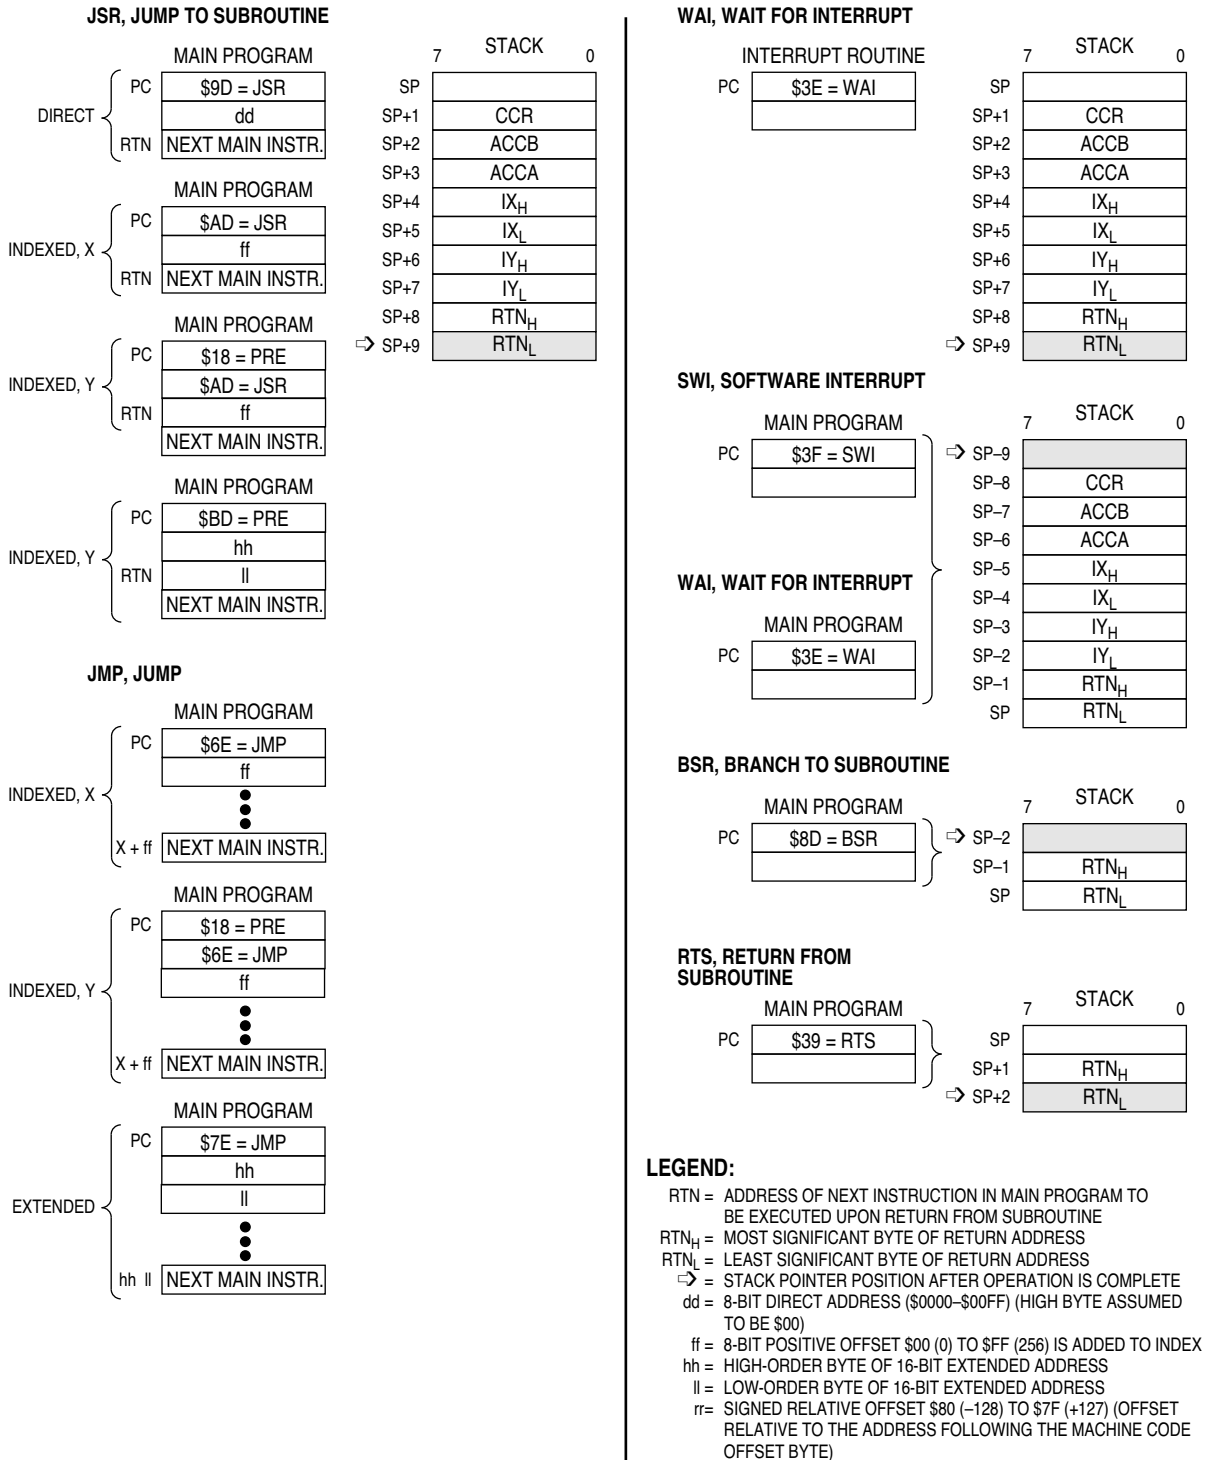 JSR, JUMP TO SUBROUTINE
MAIN PROGRAM
DIRECT
PC $9D = JSR
dd
RTN NEXT MAIN INSTR.
MAIN PROGRAM
INDEXED, X
PC $AD = JSR
ff
RTN NEXT MAIN INSTR.
MAIN PROGRAM
INDEXED, Y
PC $18 = PRE
$AD = JSR
RTN ff
NEXT MAIN INSTR.
MAIN PROGRAM
INDEXED, Y
PC $BD = PRE
hh
RTN ll
NEXT MAIN INSTR.
7 STACK 0
SP
SP+1 CCR
SP+2 ACCB
SP+3 ACCA
SP+4 IXH
SP+5 IXL
SP+6 IYH
SP+7 IYL
SP+8 RTNH
➩ SP+9 RTNL
JMP, JUMP
MAIN PROGRAM
INDEXED, X
PC $6E = JMP
ff
X + ff NEXT MAIN INSTR.
MAIN PROGRAM
INDEXED, Y
PC $18 = PRE
$6E = JMP
ff
X + ff NEXT MAIN INSTR.
MAIN PROGRAM
EXTENDED
PC $7E = JMP
hh
ll
hh ll NEXT MAIN INSTR.
WAI, WAIT FOR INTERRUPT
INTERRUPT ROUTINE
PC $3E = WAI
7 STACK 0
SP
SP+1 CCR
SP+2 ACCB
SP+3 ACCA
SP+4 IXH
SP+5 IXL
SP+6 IYH
SP+7 IYL
SP+8 RTNH
➩ SP+9 RTNL
SWI, SOFTWARE INTERRUPT
MAIN PROGRAM
PC $3F = SWI
WAI, WAIT FOR INTERRUPT
MAIN PROGRAM
PC $3E = WAI
7 STACK 0
➩ SP–9
SP–8 CCR
SP–7 ACCB
SP–6 ACCA
SP–5 IXH
SP–4 IXL
SP–3 IYH
SP–2 IYL
SP–1 RTNH
SP RTNL
BSR, BRANCH TO SUBROUTINE
MAIN PROGRAM
PC $8D = BSR
7 STACK 0
➩ SP–2
SP–1 RTNH
SP RTNL
RTS, RETURN FROM
SUBROUTINE
MAIN PROGRAM
PC $39 = RTS
7 STACK 0
SP
SP+1 RTNH
➩ SP+2 RTNL
LEGEND:
RTN = ADDRESS OF NEXT INSTRUCTION IN MAIN PROGRAM TO
BE EXECUTED UPON RETURN FROM SUBROUTINE
RTNH = MOST SIGNIFICANT BYTE OF RETURN ADDRESS
RTNL = LEAST SIGNIFICANT BYTE OF RETURN ADDRESS
➩ = STACK POINTER POSITION AFTER OPERATION IS COMPLETE
dd = 8-BIT DIRECT ADDRESS ($0000–$00FF) (HIGH BYTE ASSUMED
TO BE $00)
ff = 8-BIT POSITIVE OFFSET $00 (0) TO $FF (256) IS ADDED TO INDEX
hh = HIGH-ORDER BYTE OF 16-BIT EXTENDED ADDRESS
ll = LOW-ORDER BYTE OF 16-BIT EXTENDED ADDRESS
rr= SIGNED RELATIVE OFFSET $80 (–128) TO $7F (+127) (OFFSET
RELATIVE TO THE ADDRESS FOLLOWING THE MACHINE CODE
OFFSET BYTE)